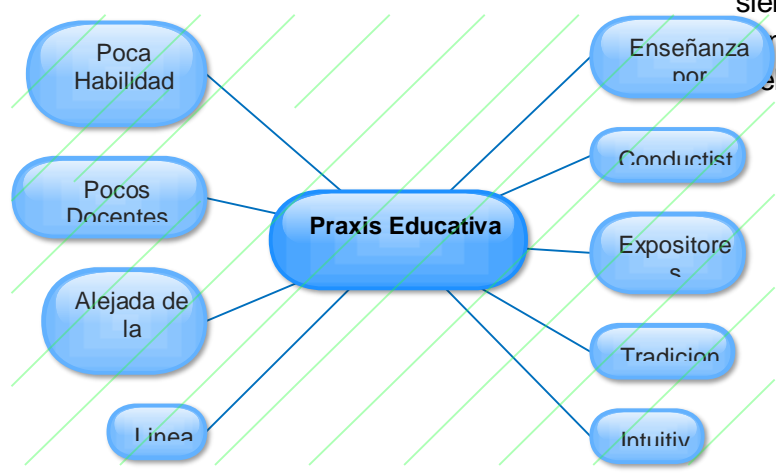 Poca
Habilidad
Pocos
Docentes
Alejada de
la
Linea
Praxis Educativa
Enseñanza
por
Conductist
Expositore
s
Tradicion
Intuitiv